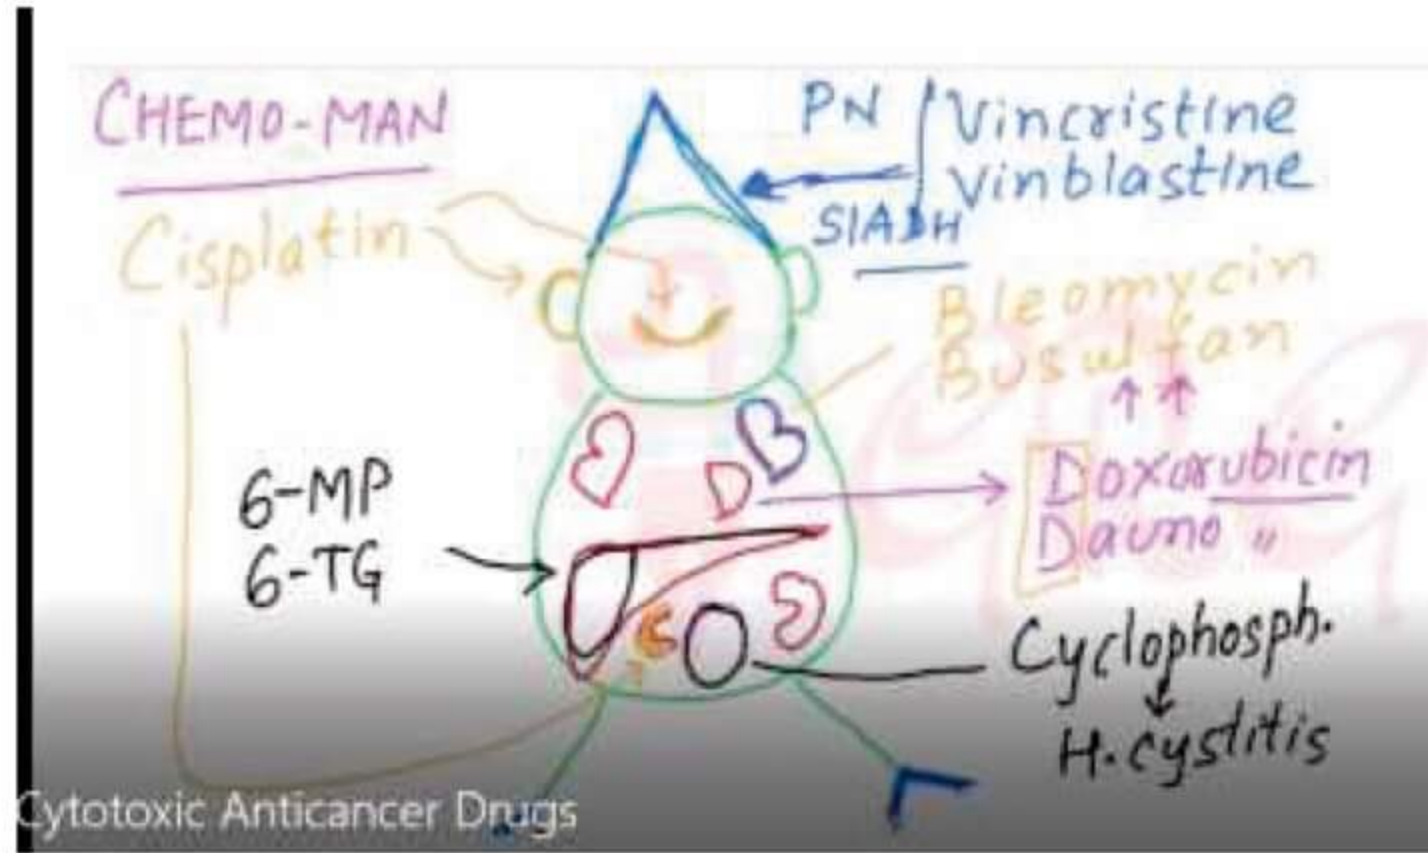 CHEMO-MAN
PN Vincristine
Vinblastine
SIADH
Cisplatin
Bleomycin
Busulfan
↑ ↑
6-MP
6-TG
Doxorubicin
Dauno "
Cyclophosph.
↓
H. cystitis
Cytotoxic Anticancer Drugs